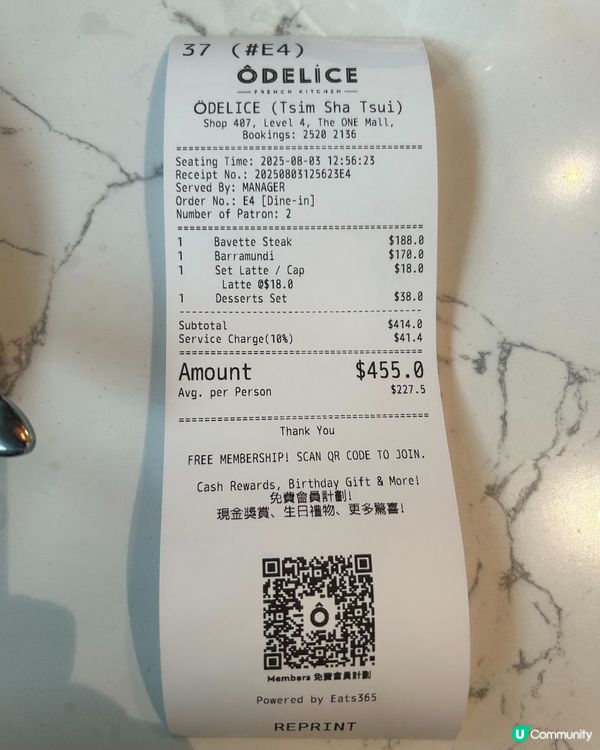 37 (#E4)
ÔDELİCE
FRENCH KITCHEN
ÖDELICE (Tsim Sha Tsui)
Shop 407, Level 4, The ONE Mall,
Bookings: 2520 2136
Seating Time: 2025-08-03 12:56:23
Receipt No.: 20250803125623E4
Served By: MANAGER
Order No.: E4 [Dine-in]
Number of Patron: 2
1 Bavette Steak $188.0
1 Barramundi $170.0
1 Set Latte / Cap $18.0
Latte @$18.0
1 Desserts Set $38.0
Subtotal $414.0
Service Charge(10%) $41.4
Amount $455.0
Avg. per Person $227.5
Thank You
FREE MEMBERSHIP! SCAN QR CODE TO JOIN.
Cash Rewards, Birthday Gift & More!
免費會員計劃!
現金獎賞、生日禮物、更多驚喜!
Ô
Members 免費會員計劃
Powered by Eats365
REPRINT
U Community